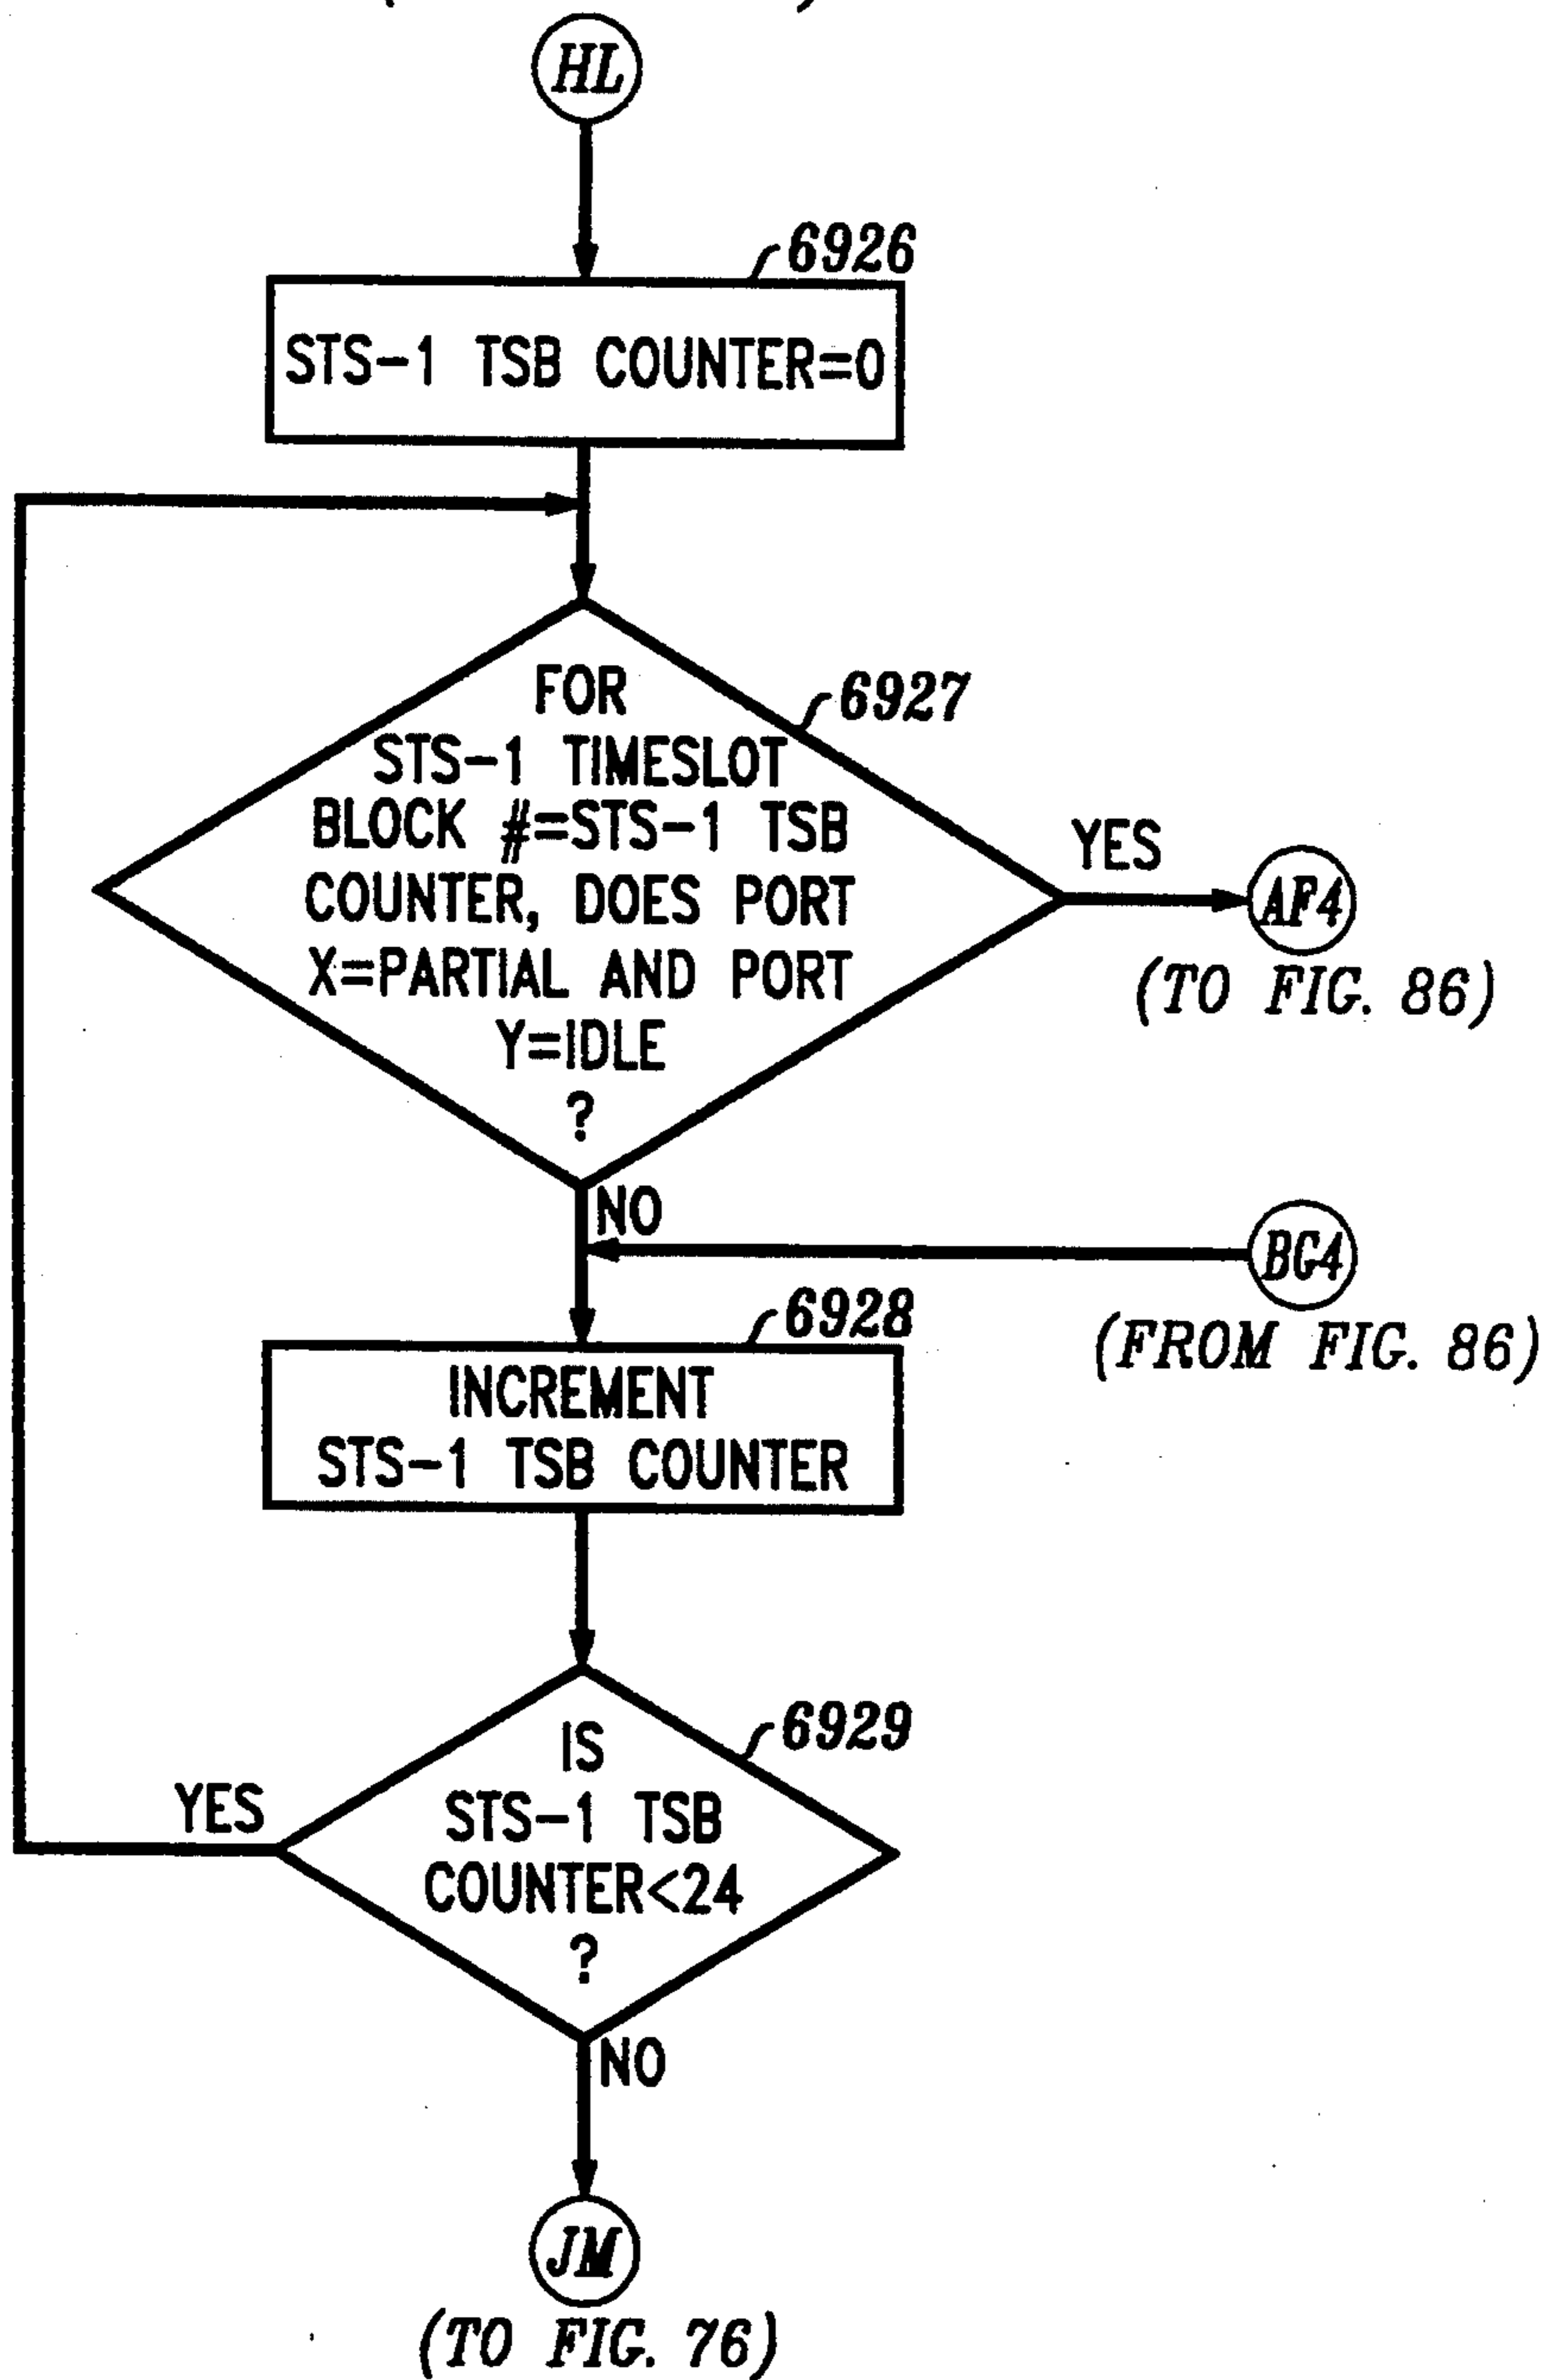 HL
6926
STS-1 TSB COUNTER=0
FOR
6927
STS-1 TIMESLOT
BLOCK #=STS-1 TSB
COUNTER, DOES PORT
X=PARTIAL AND PORT
Y=IDLE
?
YES
AF4
(TO FIG. 86)
NO
BG4
(FROM FIG. 86)
6928
INCREMENT
STS-1 TSB COUNTER
6929
IS
STS-1 TSB
COUNTER<24
?
YES
NO
JM
(TO FIG. 76)